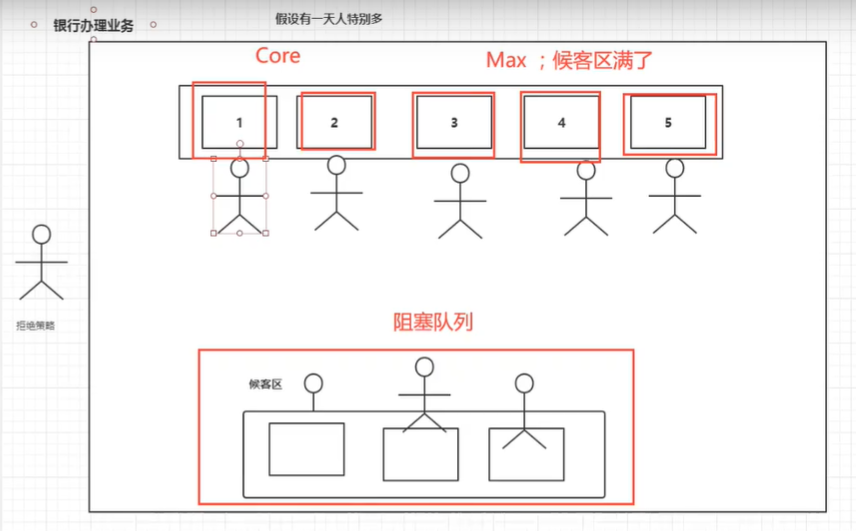 假设有一天人特别多
银行办理业务
Core
Max ；候客区满了
1
2
3
4
5
拒绝策略
阻塞队列
候客区